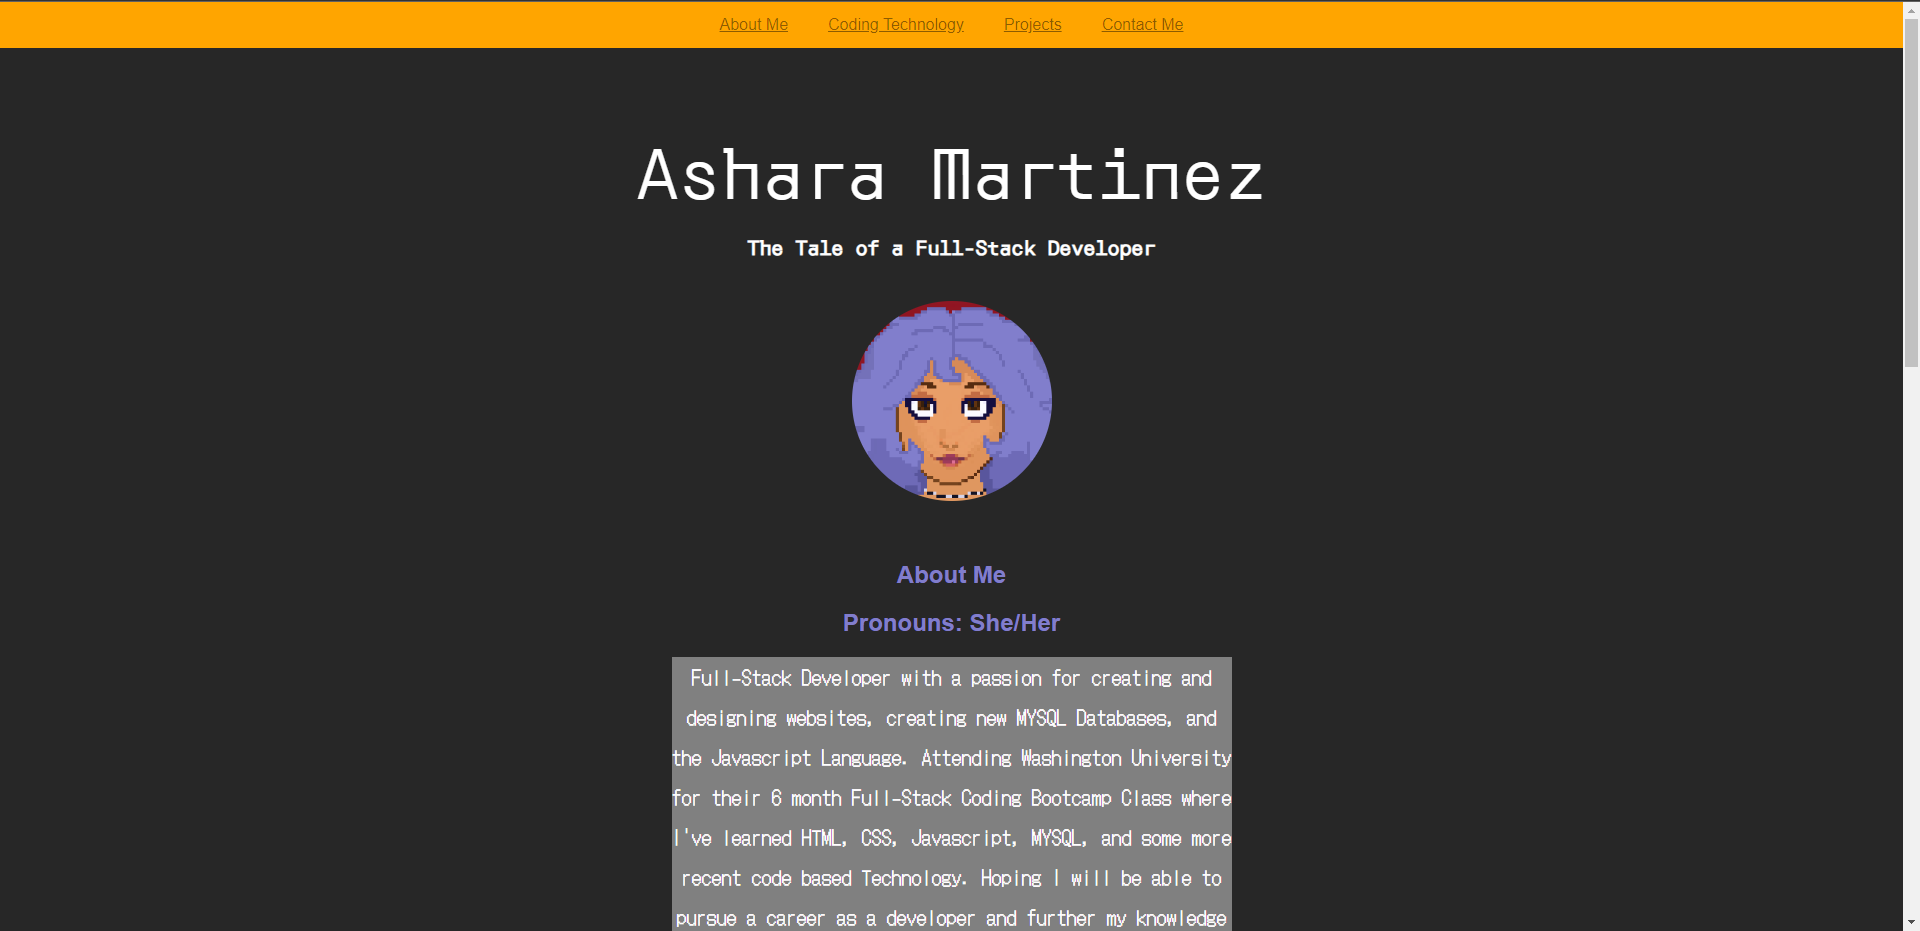 About Me Coding Technology Projects Contact Me
Ashara Martinez
The Tale of a Full-Stack Developer
About Me
Pronouns: She/Her
Full-Stack Developer with a passion for creating and
designing websites, creating new MYSQL Databases, and
the Javascript Language. Attending Washington University
for their 6 month Full-Stack Coding Bootcamp Class where
I've learned HTML, CSS, Javascript, MYSQL, and some more
recent code based Technology. Hoping I will be able to
pursue a career as a developer and further my knowledge